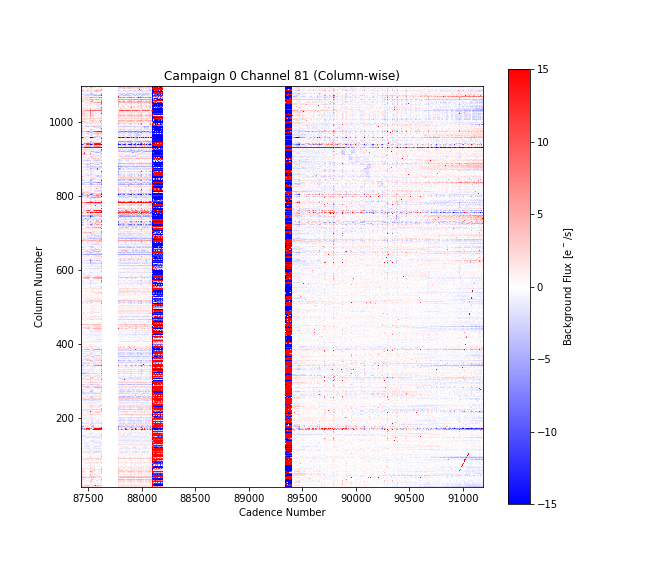 Campaign 0 Channel 81 (Column-wise)
1000
800
600
400
200
Column Number
87500 88000 88500 89000 89500 90000 90500 91000
Cadence Number
15
10
5
0
−5
−10
−15
Background Flux [e⁻/s]